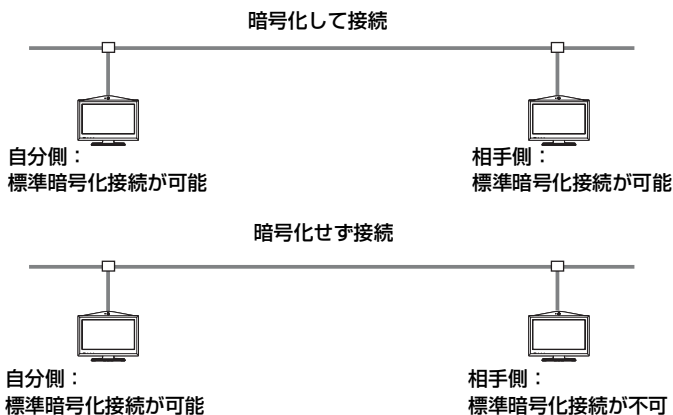 暗号化して接続
自分側：
標準暗号化接続が可能
相手側：
標準暗号化接続が可能
暗号化せず接続
自分側：
標準暗号化接続が可能
相手側：
標準暗号化接続が不可